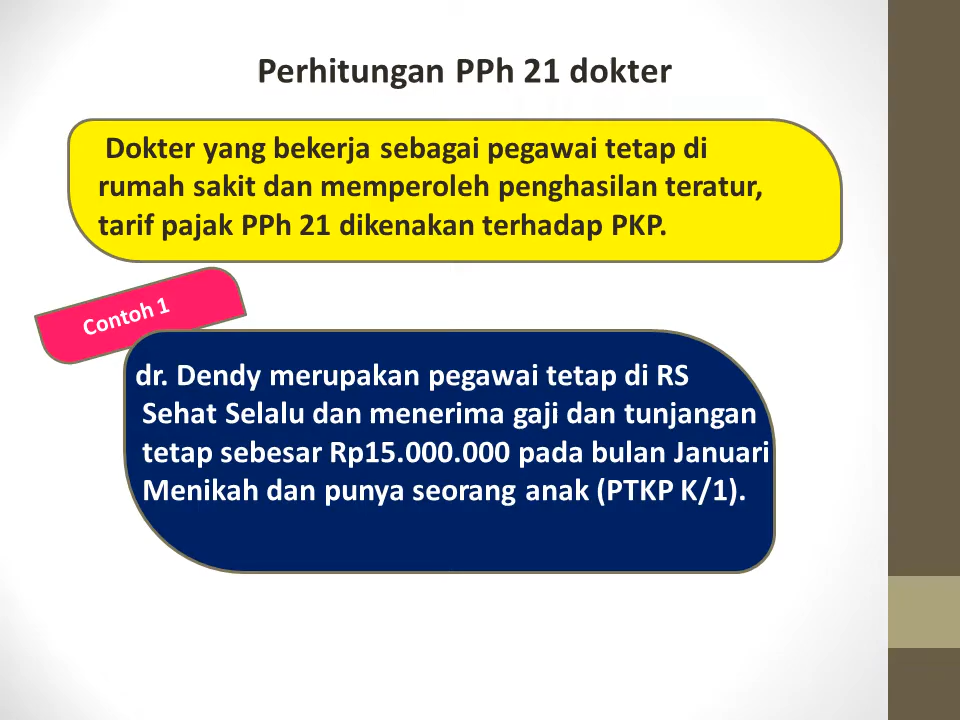 Perhitungan PPh 21 dokter
Dokter yang bekerja sebagai pegawai tetap di
rumah sakit dan memperoleh penghasilan teratur,
tarif pajak PPh 21 dikenakan terhadap PKP.
Contoh 1
dr. Dendy merupakan pegawai tetap di RS
Sehat Selalu dan menerima gaji dan tunjangan
tetap sebesar Rp15.000.000 pada bulan Januari
Menikah dan punya seorang anak (PTKP K/1).